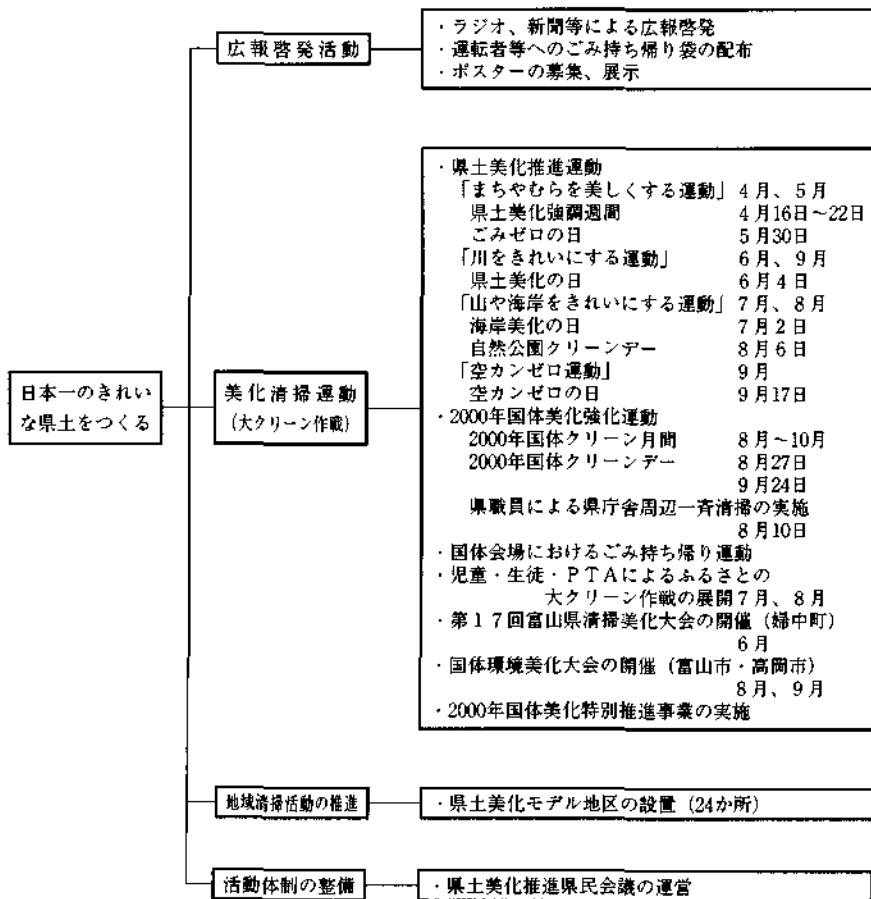 広報啓発活動
・ラジオ、新聞等による広報啓発
・運転者等へのごみ持ち帰り袋の配布
・ポスターの募集、展示
日本一のきれい
な県土をつくる
美化清掃運動
(大クリーン作戦)
・県土美化推進運動
「まちやむらを美しくする運動」4月、5月
県土美化強調週間 4月16日~22日
ごみゼロの日 5月30日
「川をきれいにする運動」 6月、9月
県土美化の日 6月4日
「山や海岸をきれいにする運動」7月、8月
海岸美化の日 7月2日
自然公園クリーンデー 8月6日
「空カンゼロ運動」 9月
空カンゼロの日 9月17日
・2000年国体美化強化運動
2000年国体クリーン月間 8月~10月
2000年国体クリーンデー 8月27日
9月24日
県職員による県庁舎周辺一斉清掃の実施
8月10日
・国体会場におけるごみ持ち帰り運動
・児童・生徒・PTAによるふるさとの
大クリーン作戦の展開7月、8月
・第17回富山県清掃美化大会の開催(婦中町)
6月
・国体環境美化大会の開催(富山市・高岡市)
8月、9月
・2000年国体美化特別推進事業の実施
地域清掃活動の推進
・県土美化モデル地区の設置(24か所)
活動体制の整備
・県土美化推進県民会議の運営